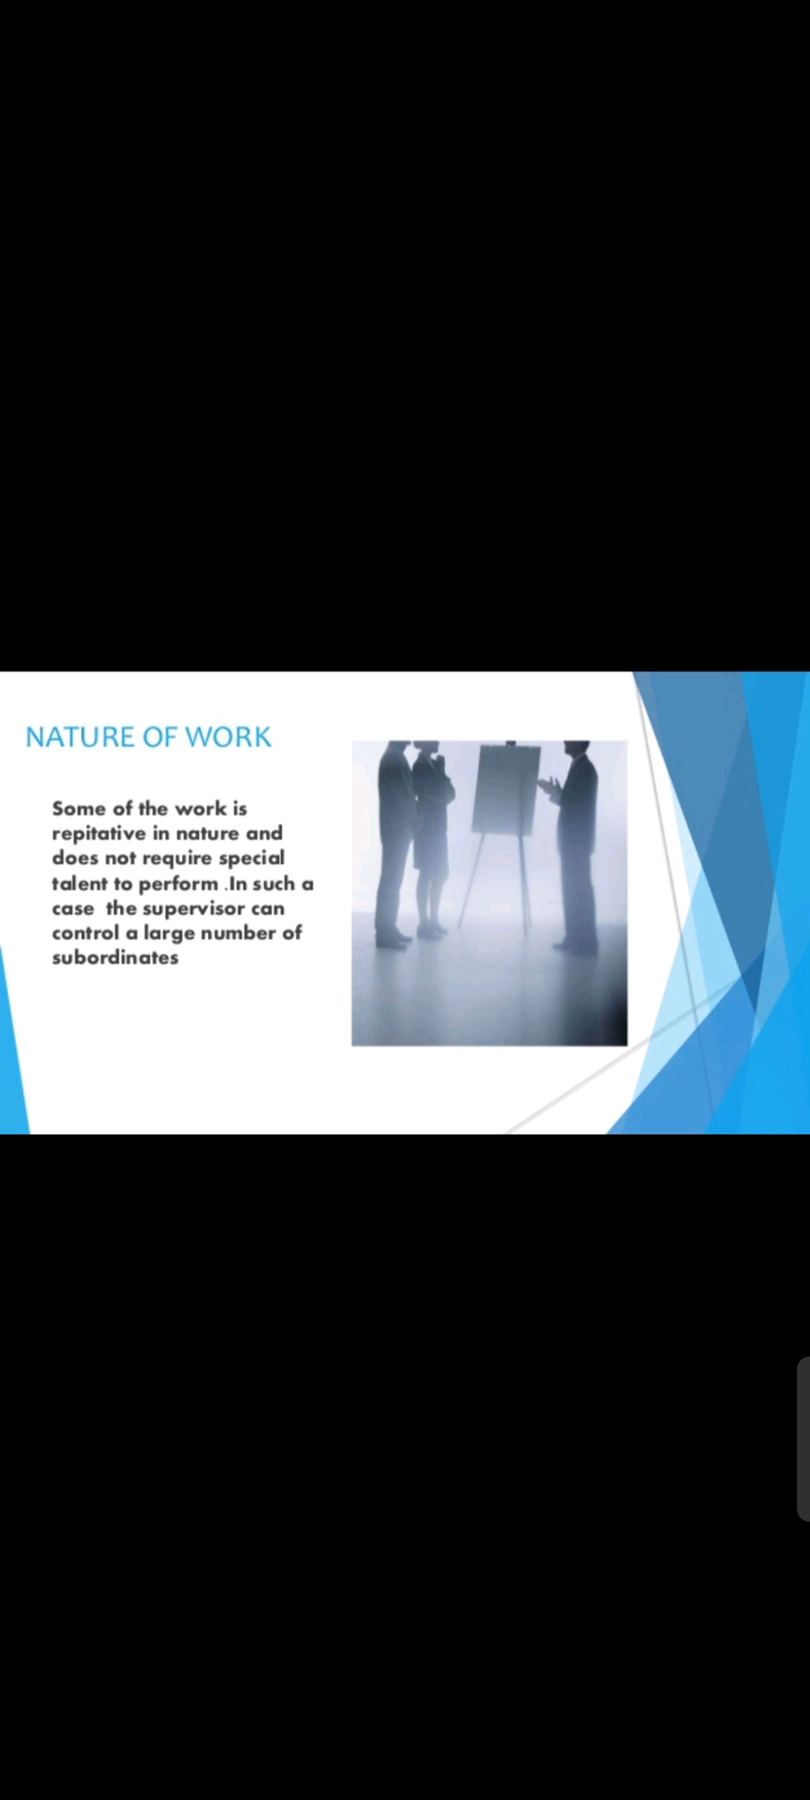 NATURE OF WORK
Some of the work is
repitative in nature and
does not require special
talent to perform .In such a
case  the supervisor can
control a large number of
subordinates